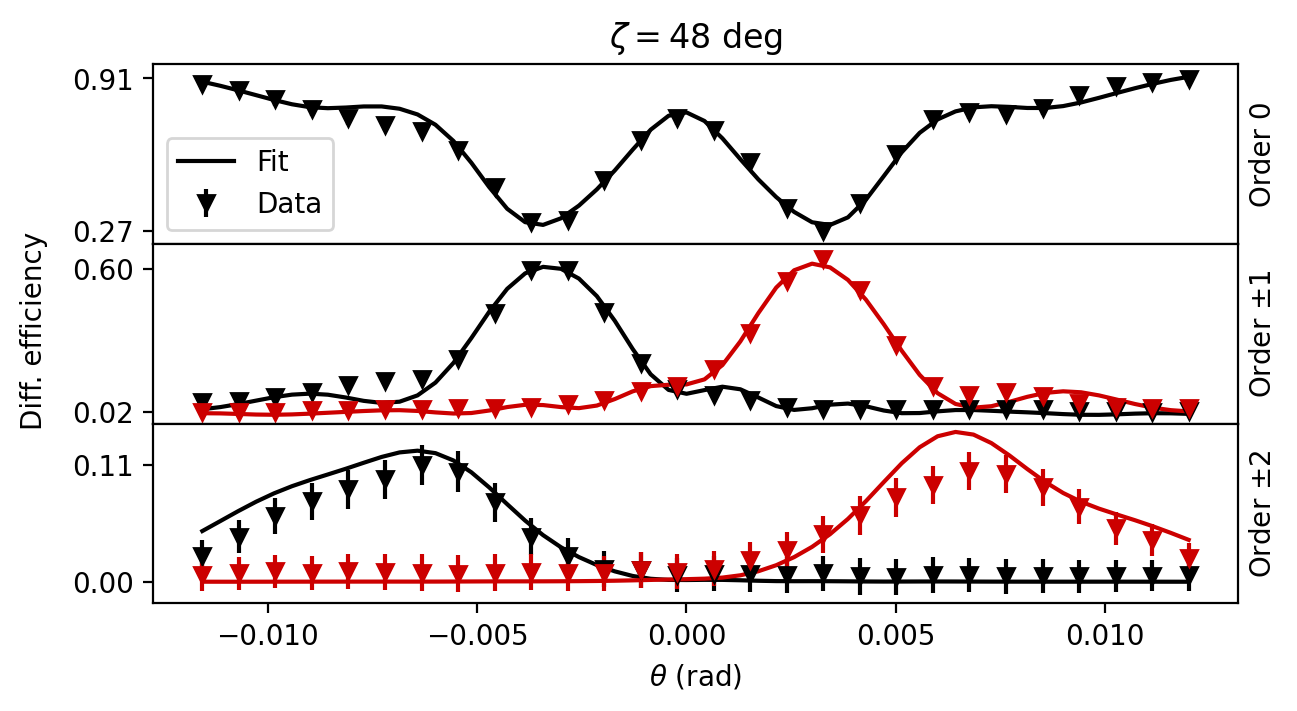 ζ = 48 deg
0.91
0.27
Fit
Data
Order 0
0.60
0.02
Order ±1
Diff. efficiency
0.11
0.00
Order ±2
−0.010 −0.005 0.000 0.005 0.010
θ (rad)